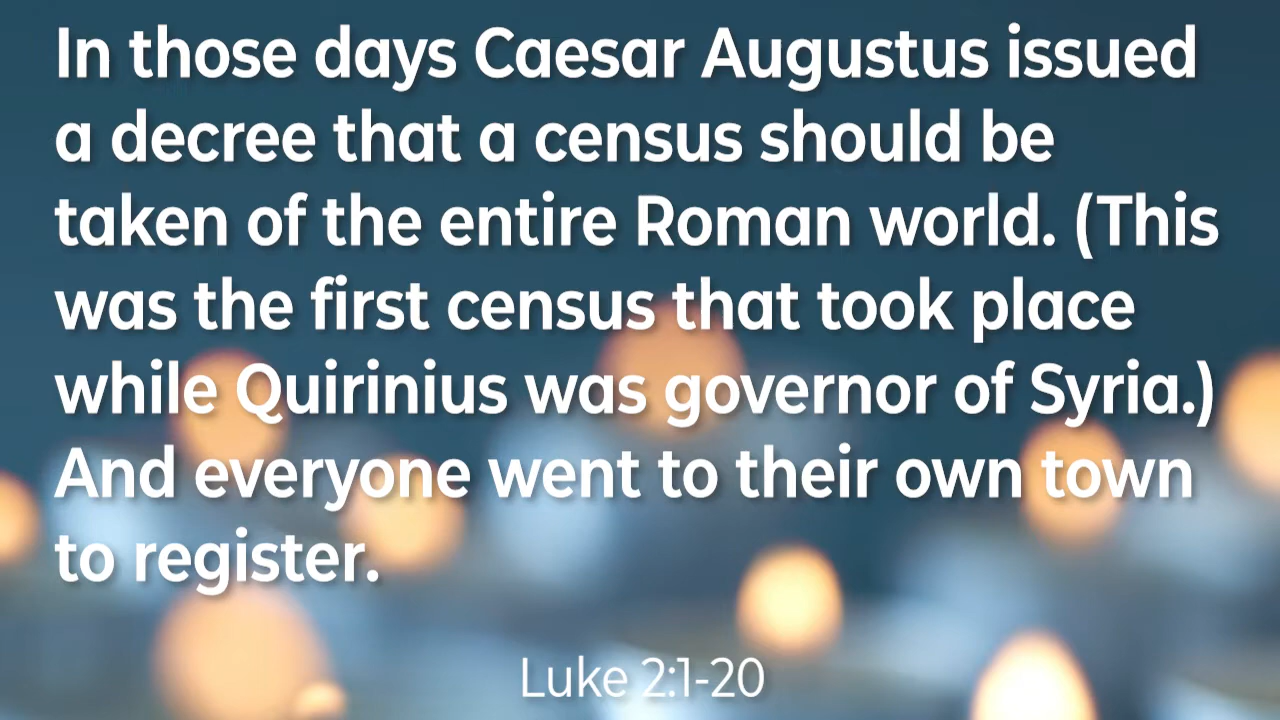 In those days Caesar Augustus issued
a decree that a census should be
taken of the entire Roman world. (This
was the first census that took place
while Quirinius was governor of Syria.)
And everyone went to their own town
to register.
Luke 2:1-20